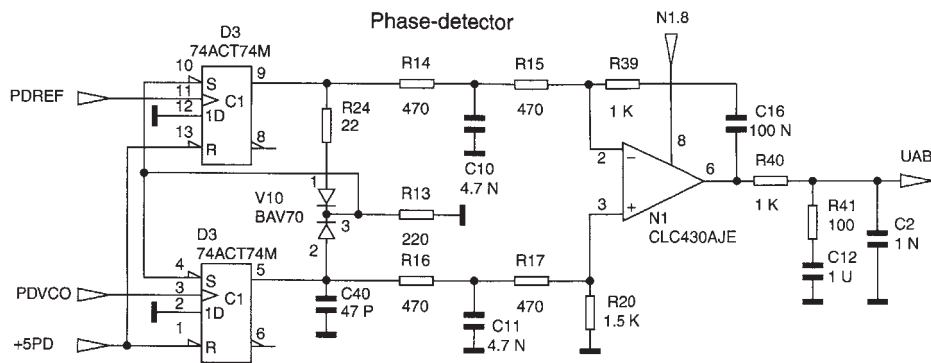 Phase-detector
D3
74ACT74M
10
S
9
PDREF
11
C1
12
1D
13
R
8
R24
22
R14
470
C10
4.7 N
R15
470
R39
1 K
N1.8
8
C16
100 N
2
−
3
+
6
N1
CLC430AJE
R40
1 K
UAB
R41
100
C12
1 U
C2
1 N
V10
BAV70
1
3
2
R13
220
D3
74ACT74M
4
S
5
PDVCO
3
C1
2
1D
1
R
6
+5PD
C40
47 P
R16
470
C11
4.7 N
R17
470
R20
1.5 K